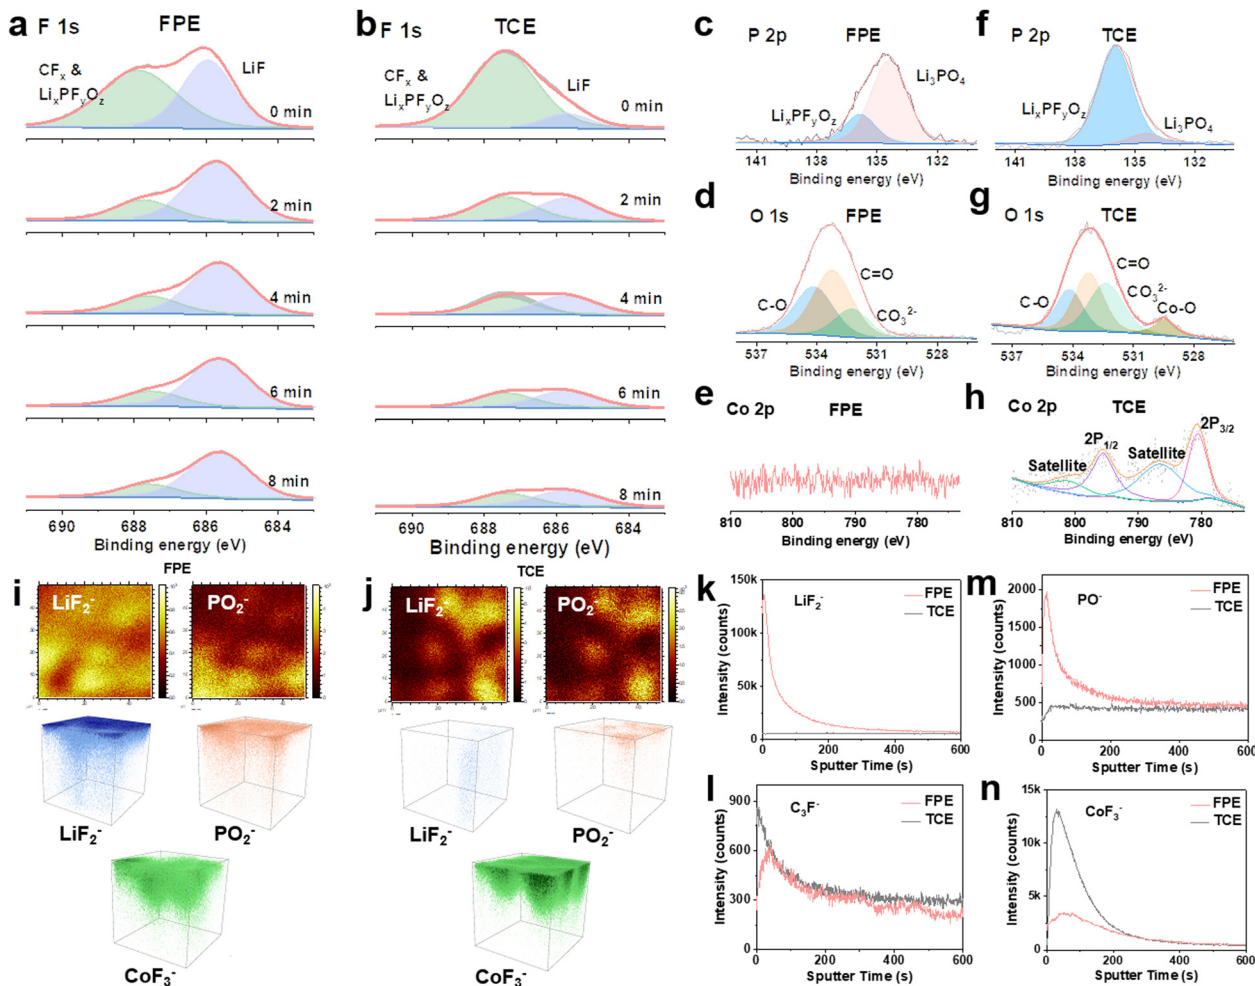 a F 1s FPE
CFₓ &
LiₓPFᵧO_z
LiF
0 min
2 min
4 min
6 min
8 min
690 688 686 684
Binding energy (eV)
b F 1s TCE
CFₓ &
LiₓPFᵧO_z
LiF
0 min
2 min
4 min
6 min
8 min
690 688 686 684
Binding energy (eV)
c P 2p FPE
Li₃PO₄
LiₓPFᵧO_z
141 138 135 132
Binding energy (eV)
f P 2p TCE
LiₓPFᵧO_z
Li₃PO₄
141 138 135 132
Binding energy (eV)
d O 1s FPE
C=O
C-O
CO₃²⁻
537 534 531 528
Binding energy (eV)
g O 1s TCE
C=O
C-O
CO₃²⁻
Co-O
537 534 531 528
Binding energy (eV)
e Co 2p FPE
810 800 790 780
Binding energy (eV)
h Co 2p TCE
2P₃/₂
2P₁/₂
Satellite
Satellite
810 800 790 780
Binding energy (eV)
FPE
i LiF₂⁻ PO₂⁻
LiF₂⁻ PO₂⁻
CoF₃⁻
TCE
j LiF₂⁻ PO₂⁻
LiF₂⁻ PO₂⁻
CoF₃⁻
k LiF₂⁻
FPE
TCE
150k
100k
50k
0
0 200 400 600
Intensity (counts)
Sputter Time (s)
m PO⁻
FPE
TCE
2000
1500
1000
500
0
0 200 400 600
Intensity (counts)
Sputter Time (s)
l C₃F⁻
FPE
TCE
900
600
300
0
0 200 400 600
Intensity (counts)
Sputter Time (s)
n CoF₃⁻
FPE
TCE
15k
10k
5k
0
0 200 400 600
Intensity (counts)
Sputter Time (s)